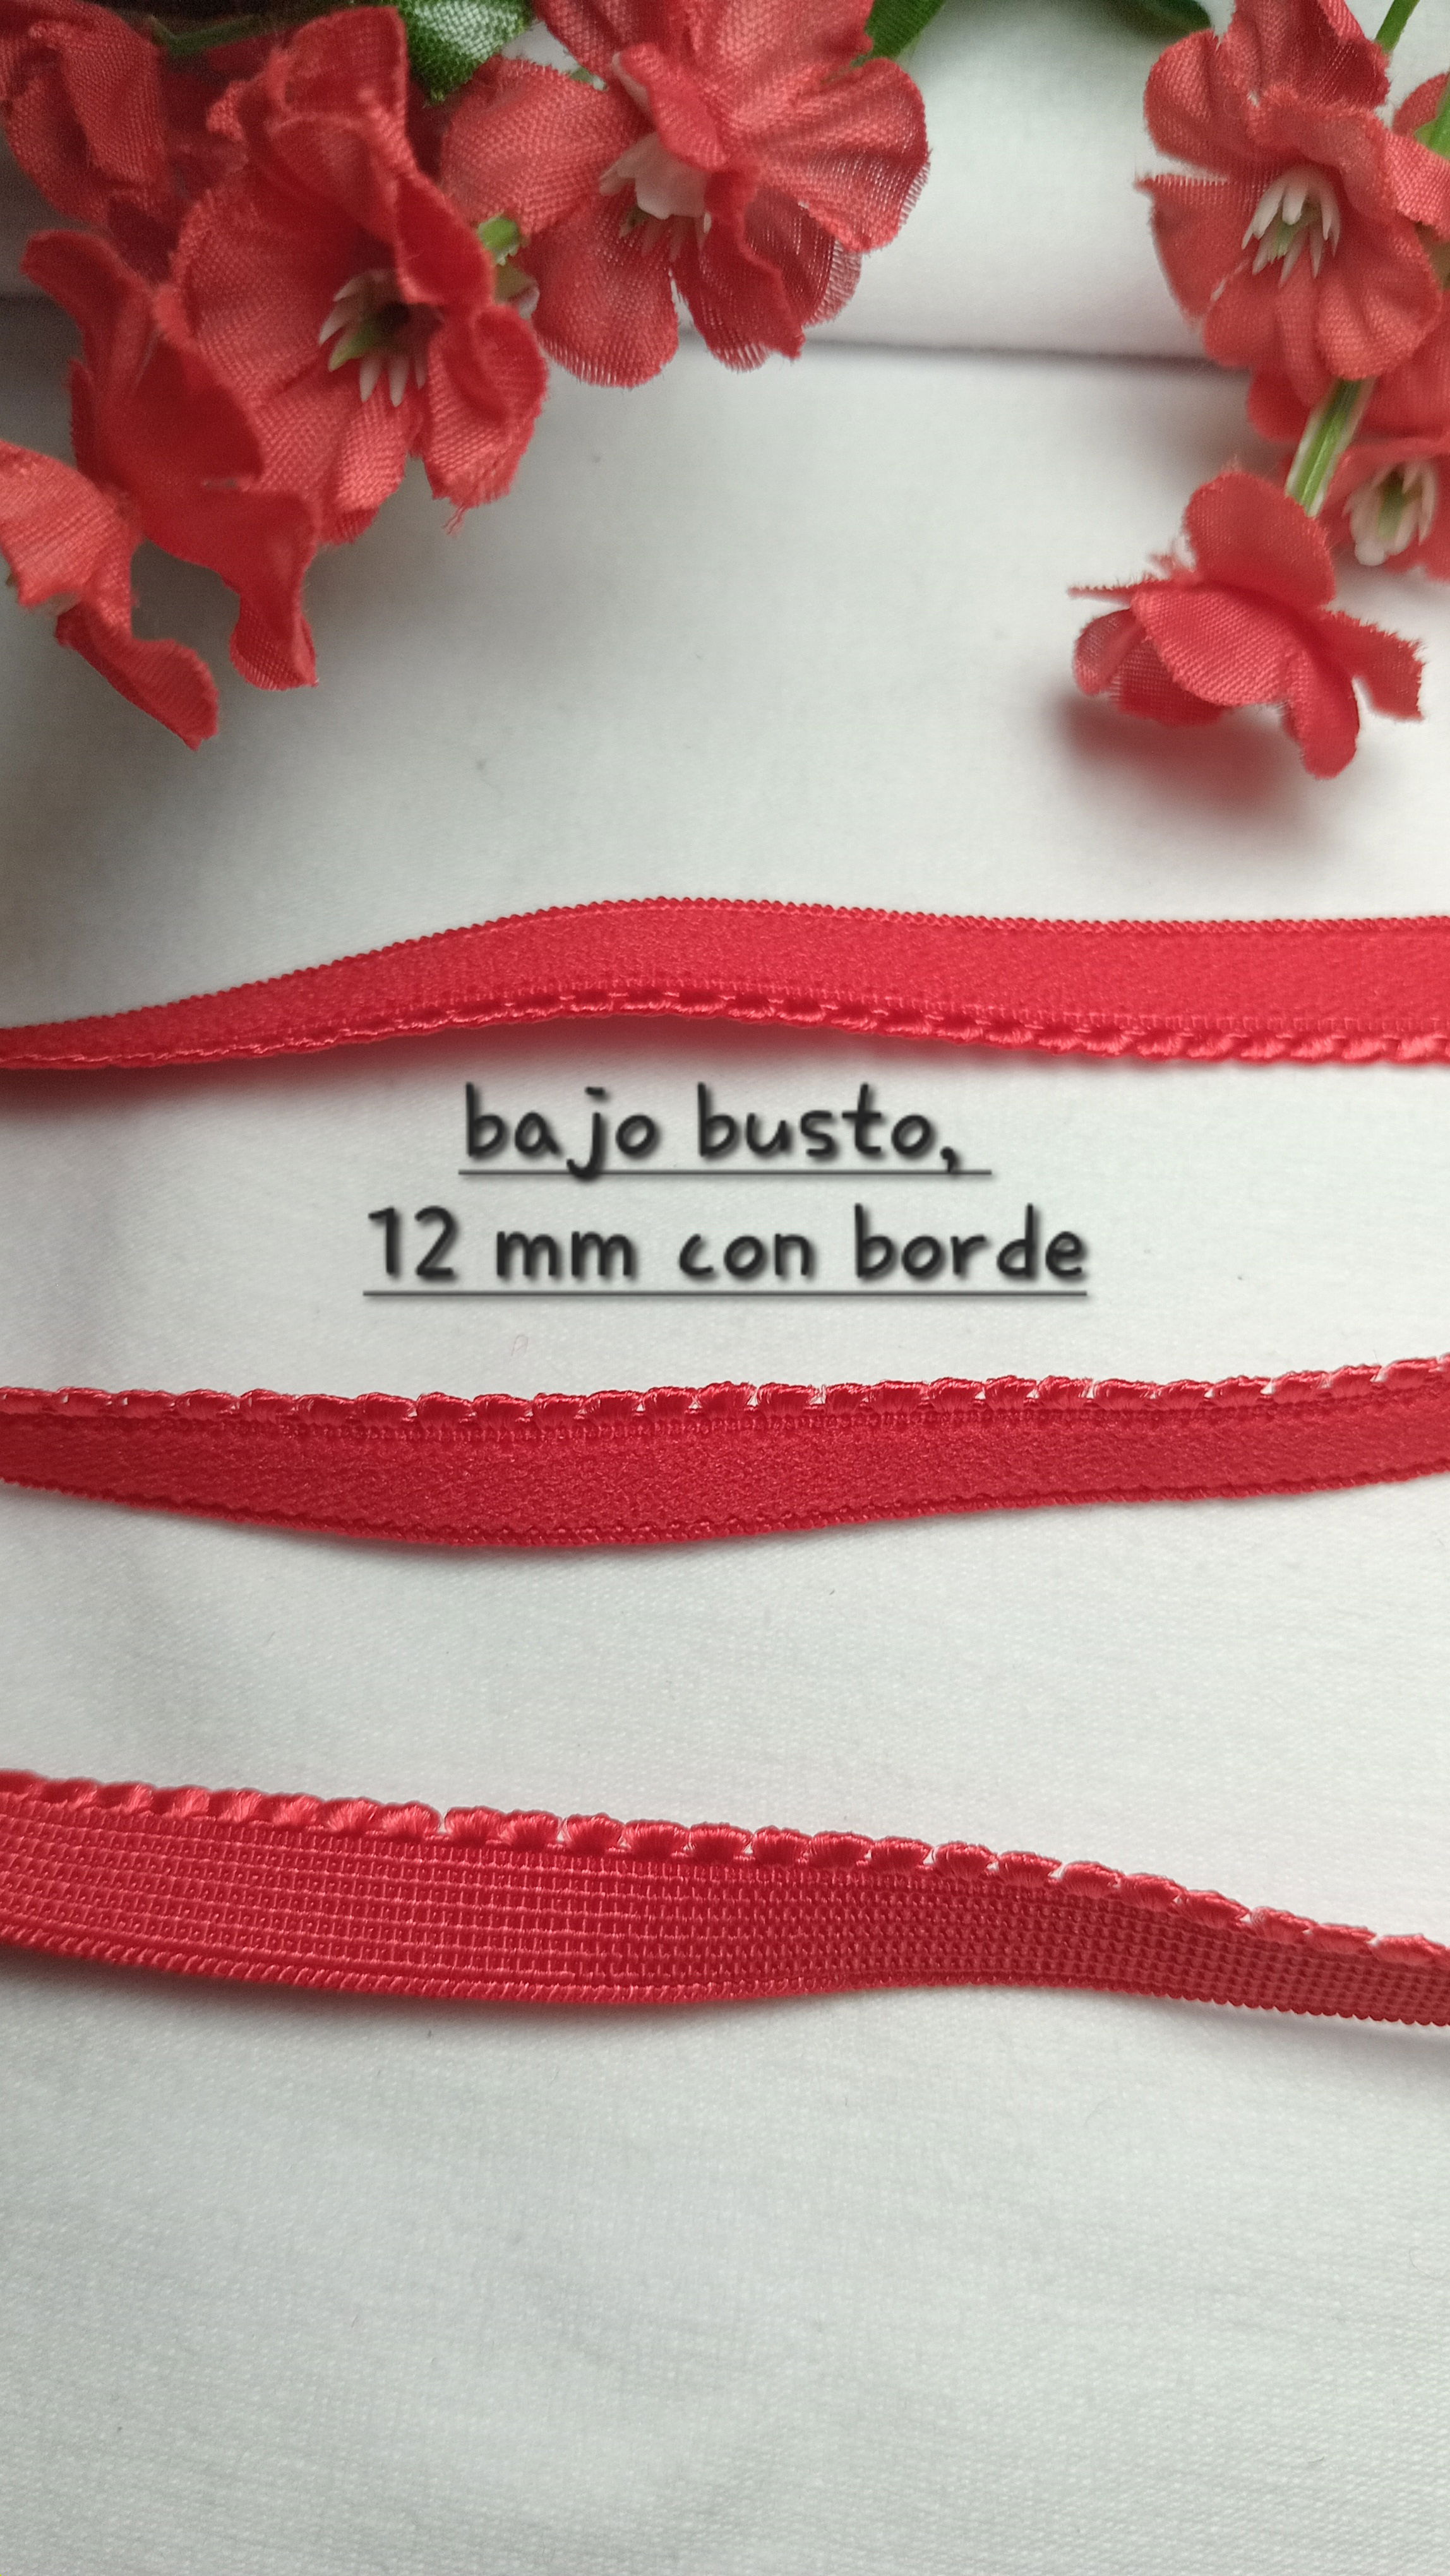 bajo busto,
12 mm con borde